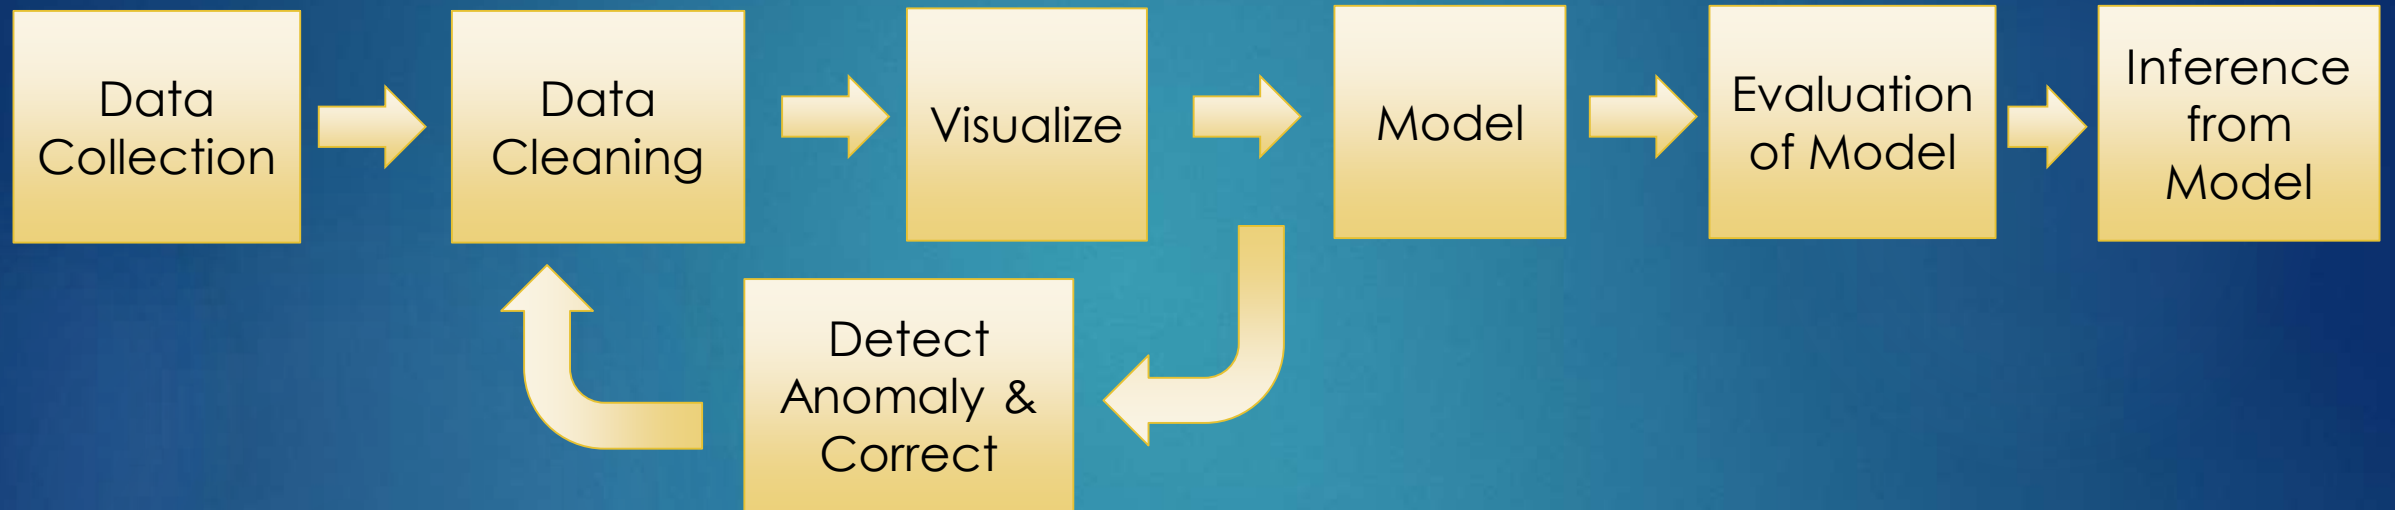 Data
Collection
Data
Cleaning
Visualize
Model
Evaluation
of Model
Inference
from
Model
Detect
Anomaly &
Correct